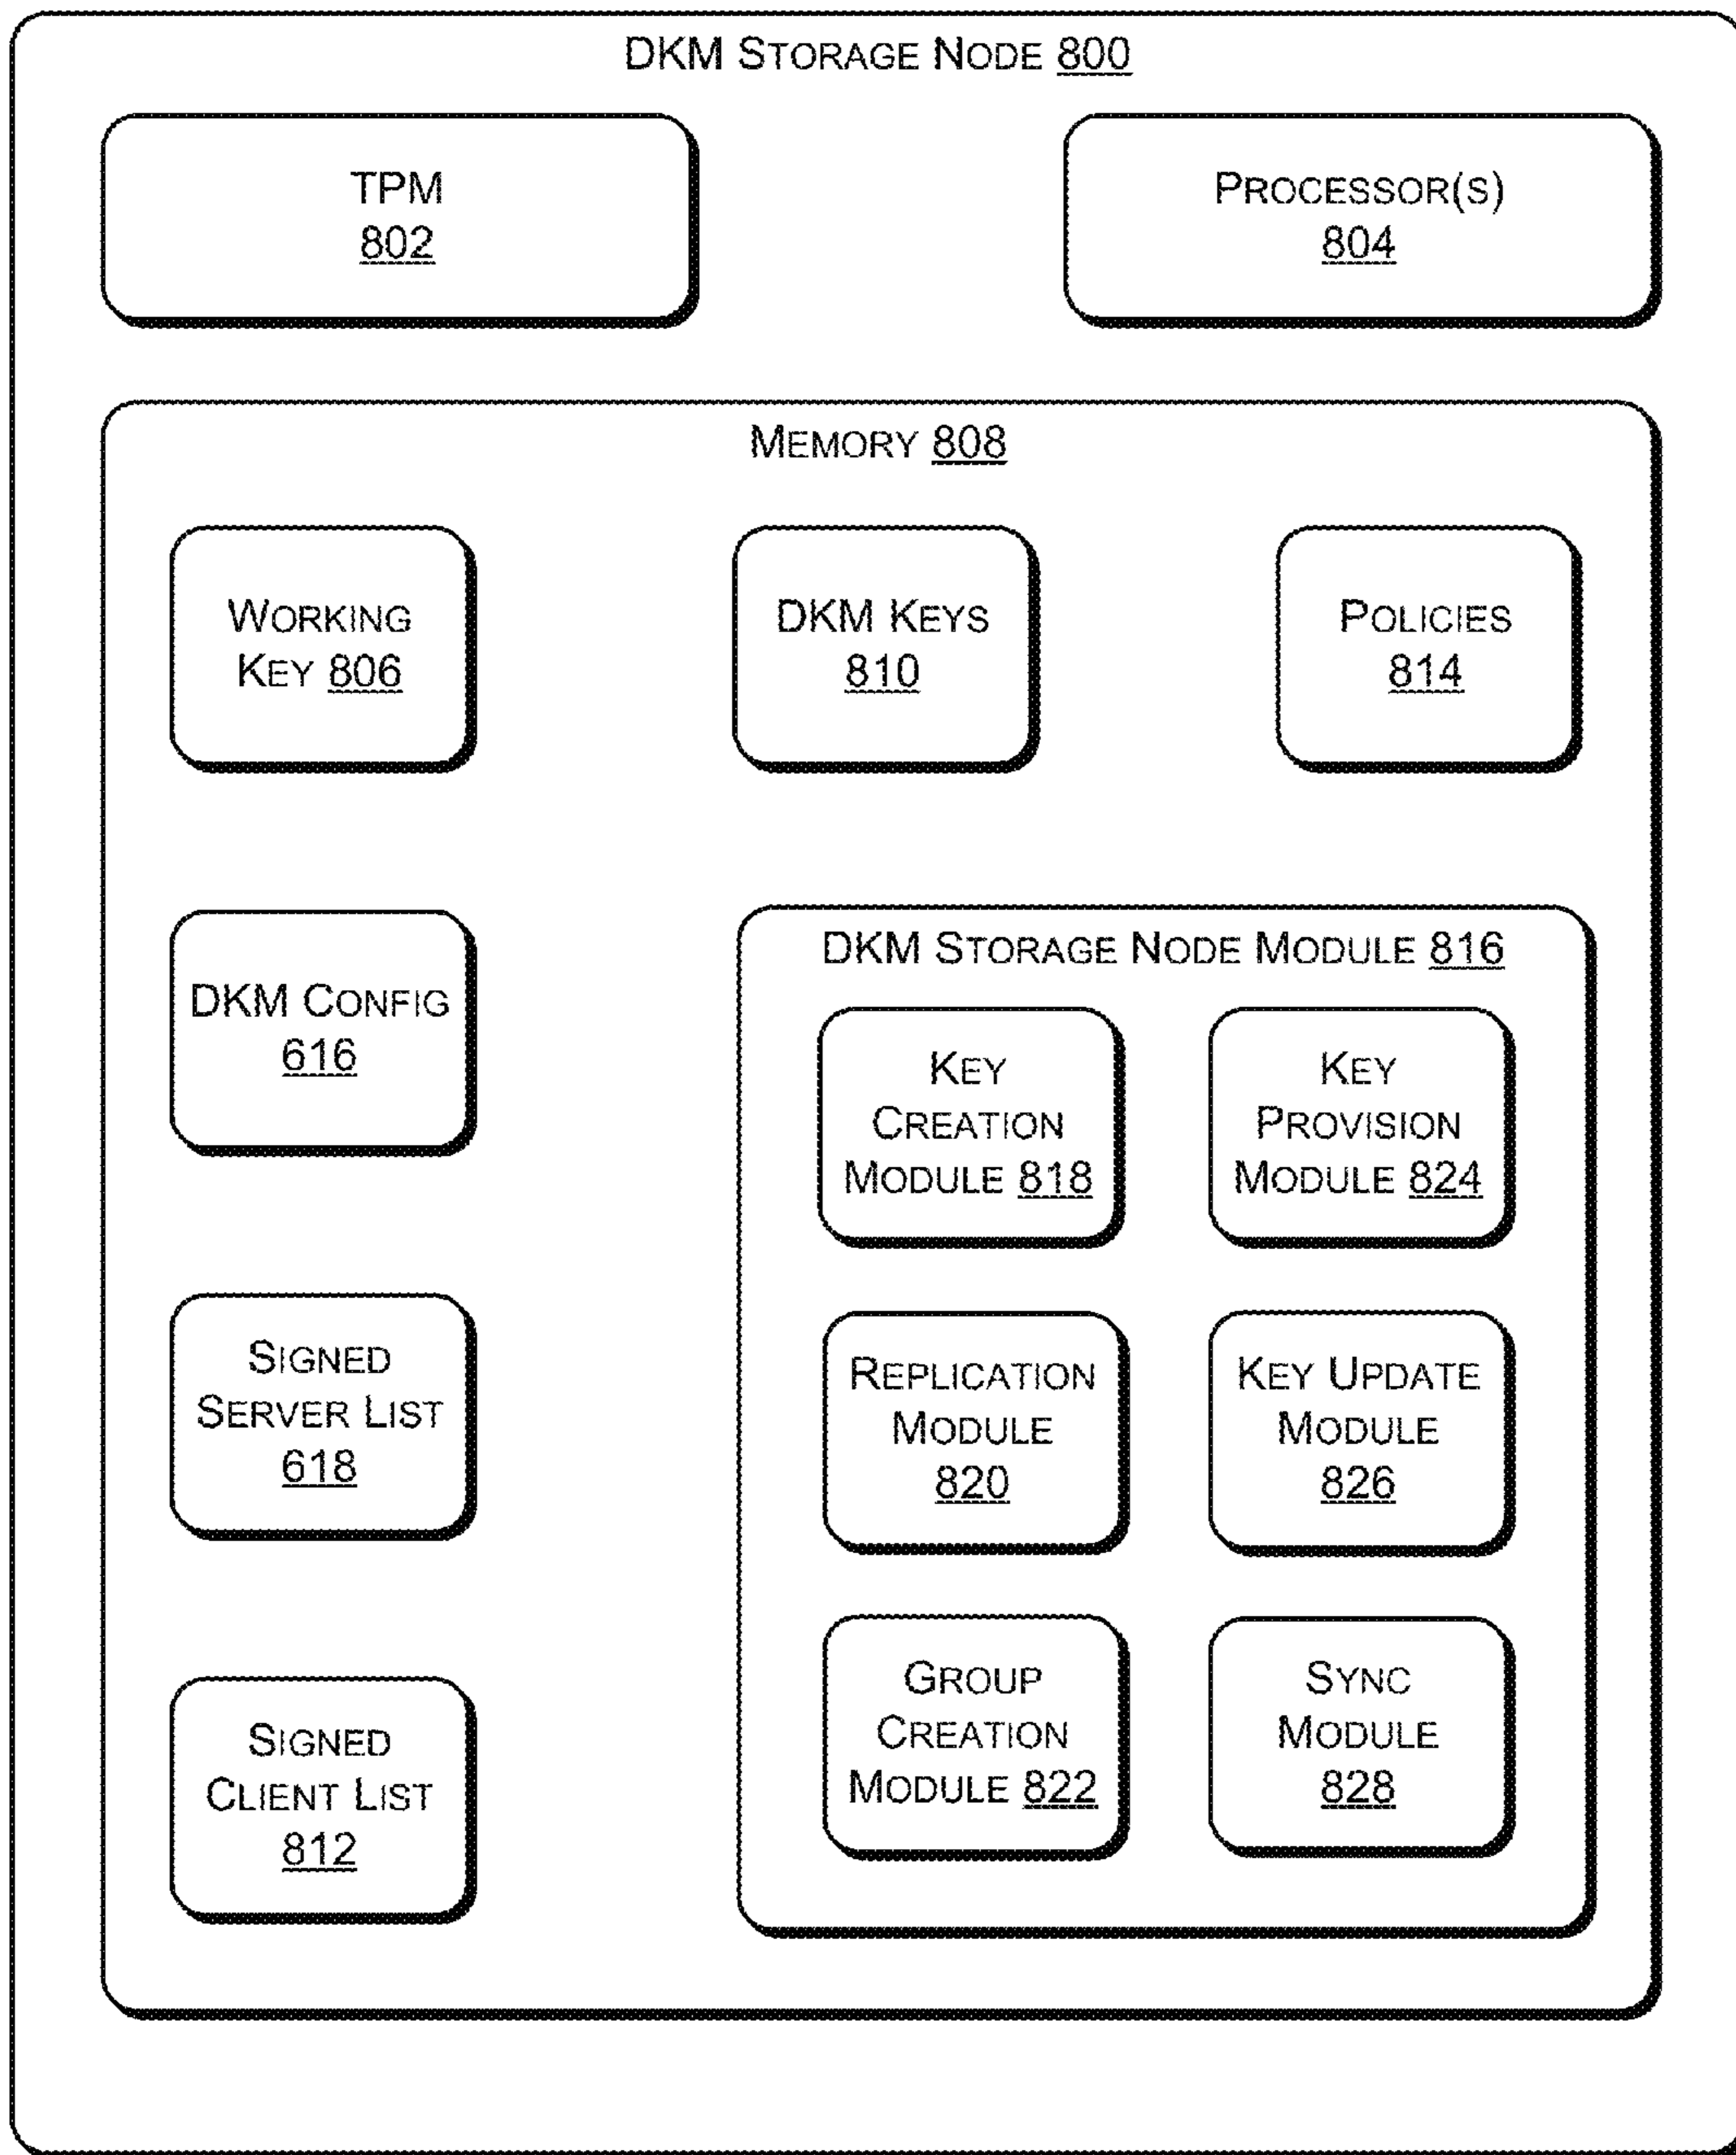 DKM STORAGE NODE 800
TPM
802
PROCESSOR(S)
804
MEMORY 808
WORKING
KEY 806
DKM KEYS
810
POLICIES
814
DKM CONFIG
616
SIGNED
SERVER LIST
618
SIGNED
CLIENT LIST
812
DKM STORAGE NODE MODULE 816
KEY
CREATION
MODULE 818
KEY
PROVISION
MODULE 824
REPLICATION
MODULE
820
KEY UPDATE
MODULE
826
GROUP
CREATION
MODULE 822
SYNC
MODULE
828